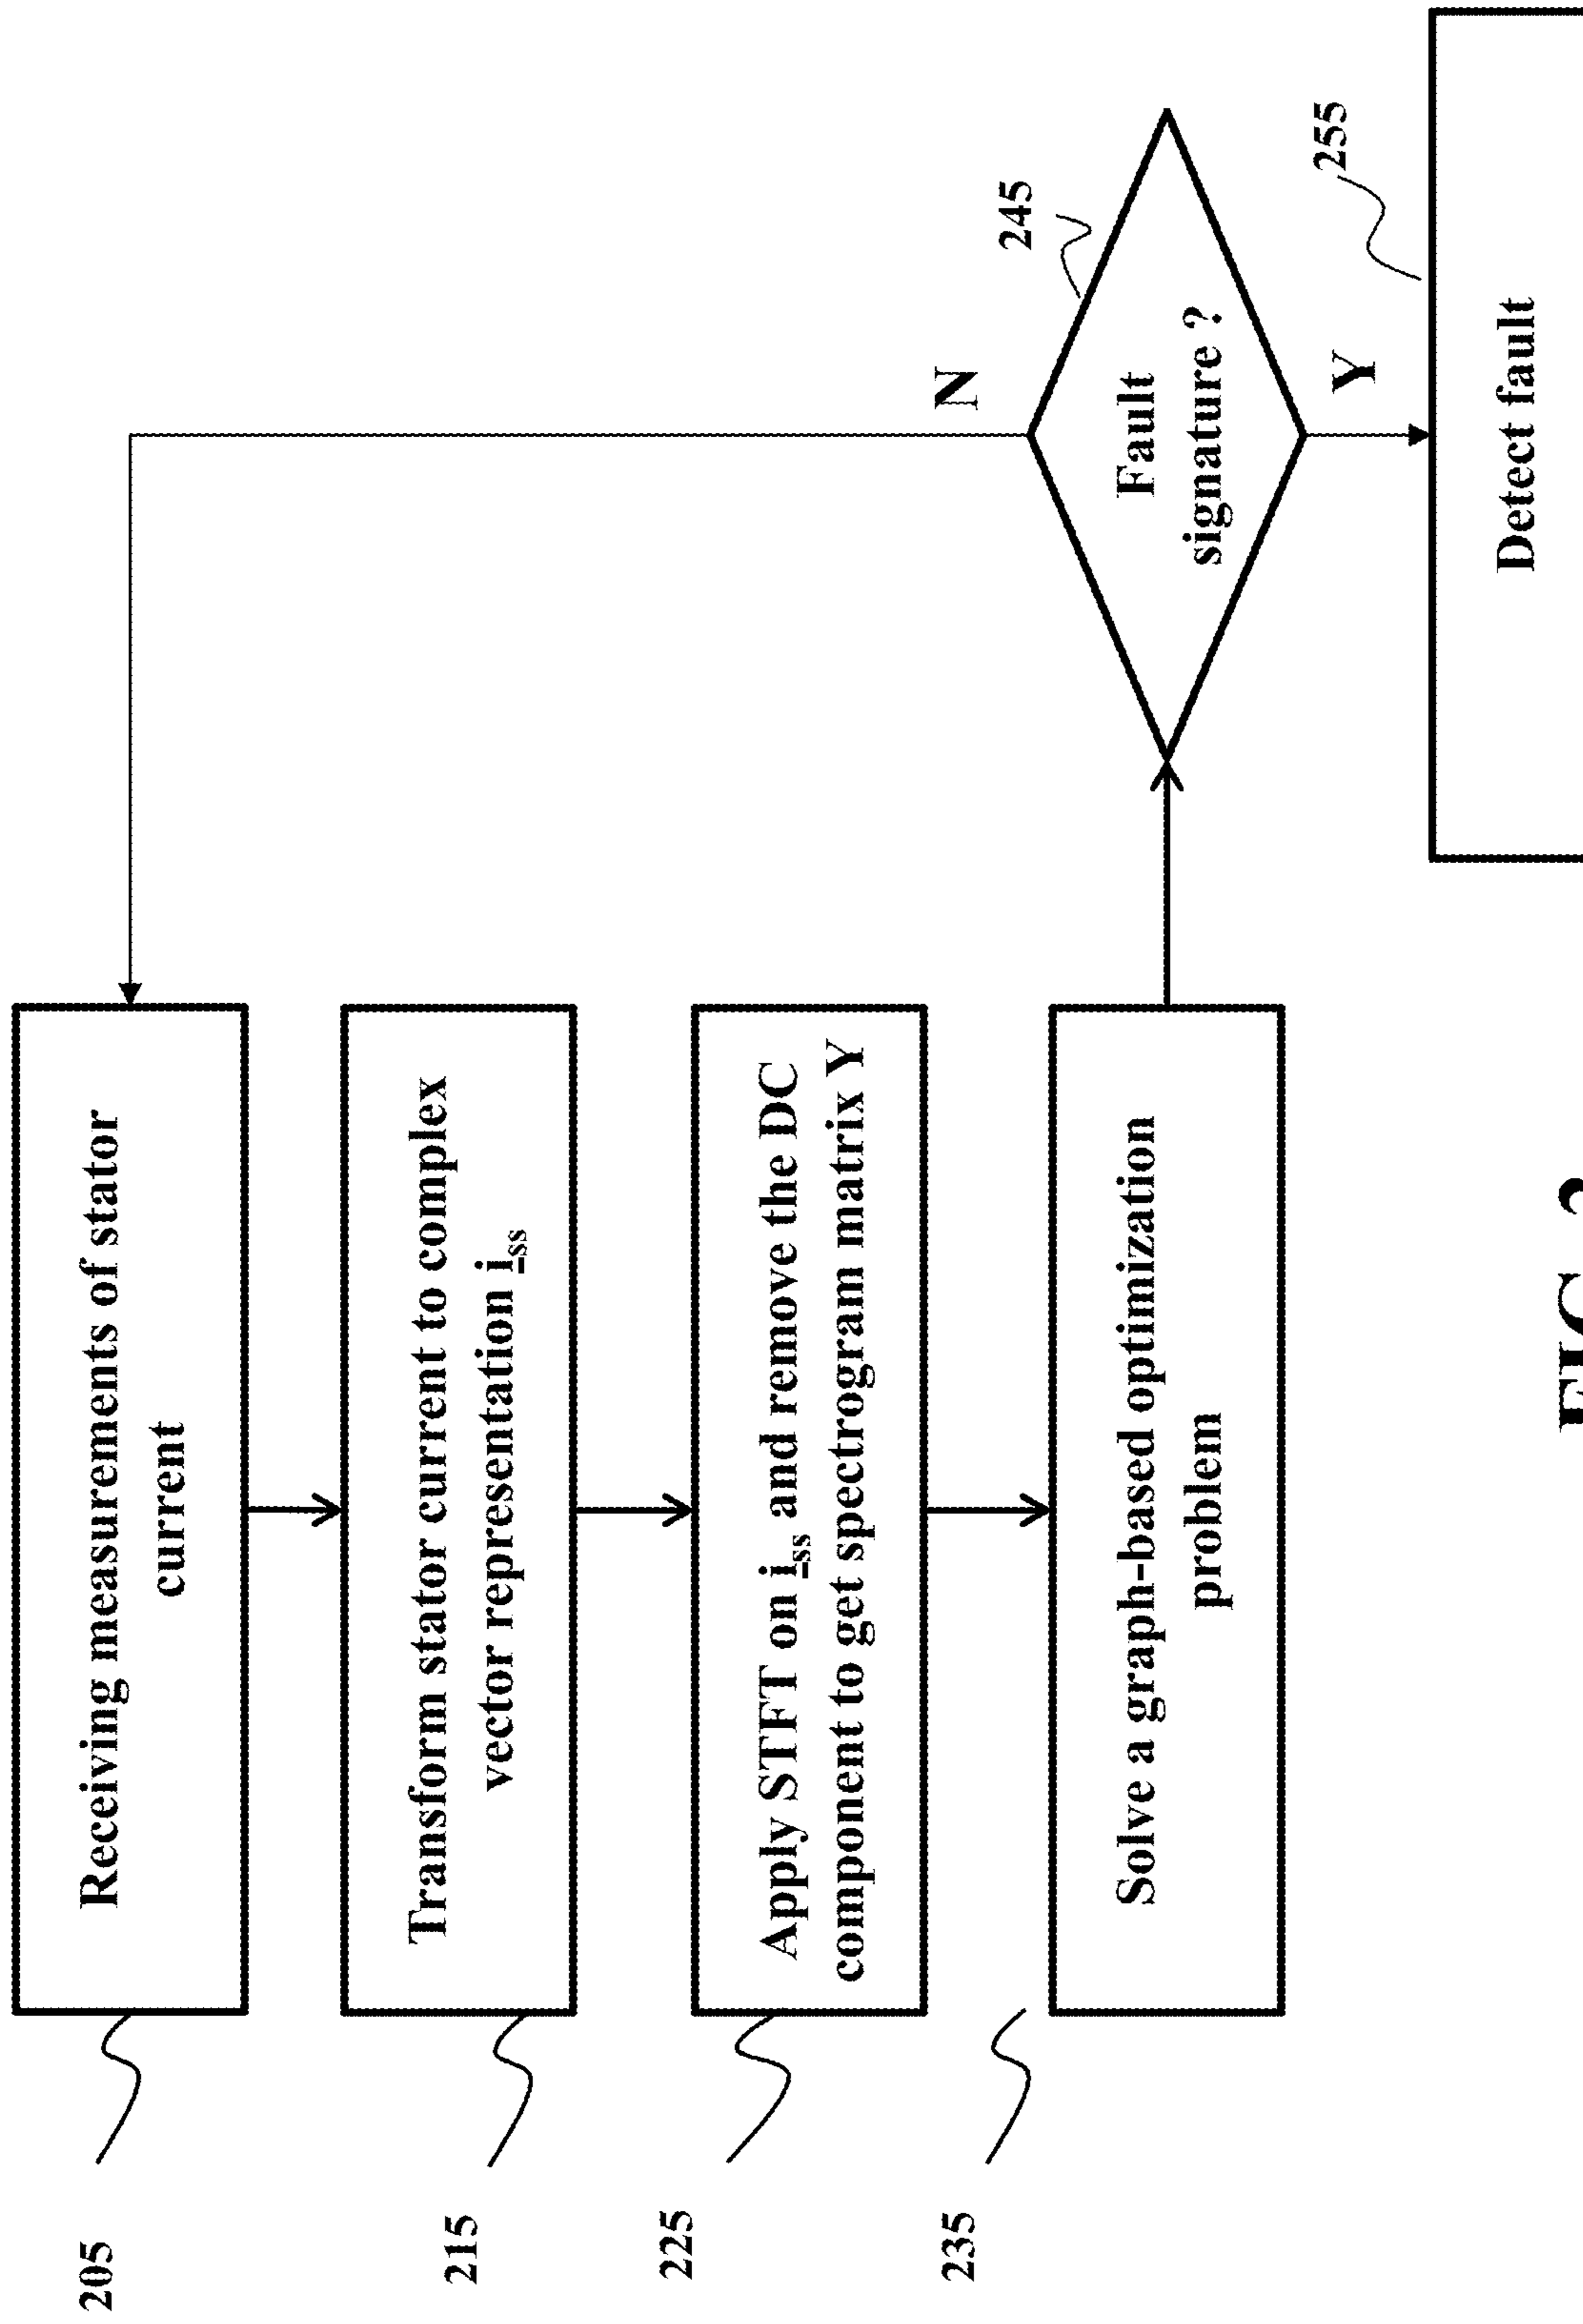 205
Receiving measurements of stator
current
215
Transform stator current to complex
vector representation i_ss
225
Apply STFT on i_ss and remove the DC
component to get spectrogram matrix Y
235
Solve a graph-based optimization
problem
N
245
Fault
signature ?
Y
255
Detect fault
FIG